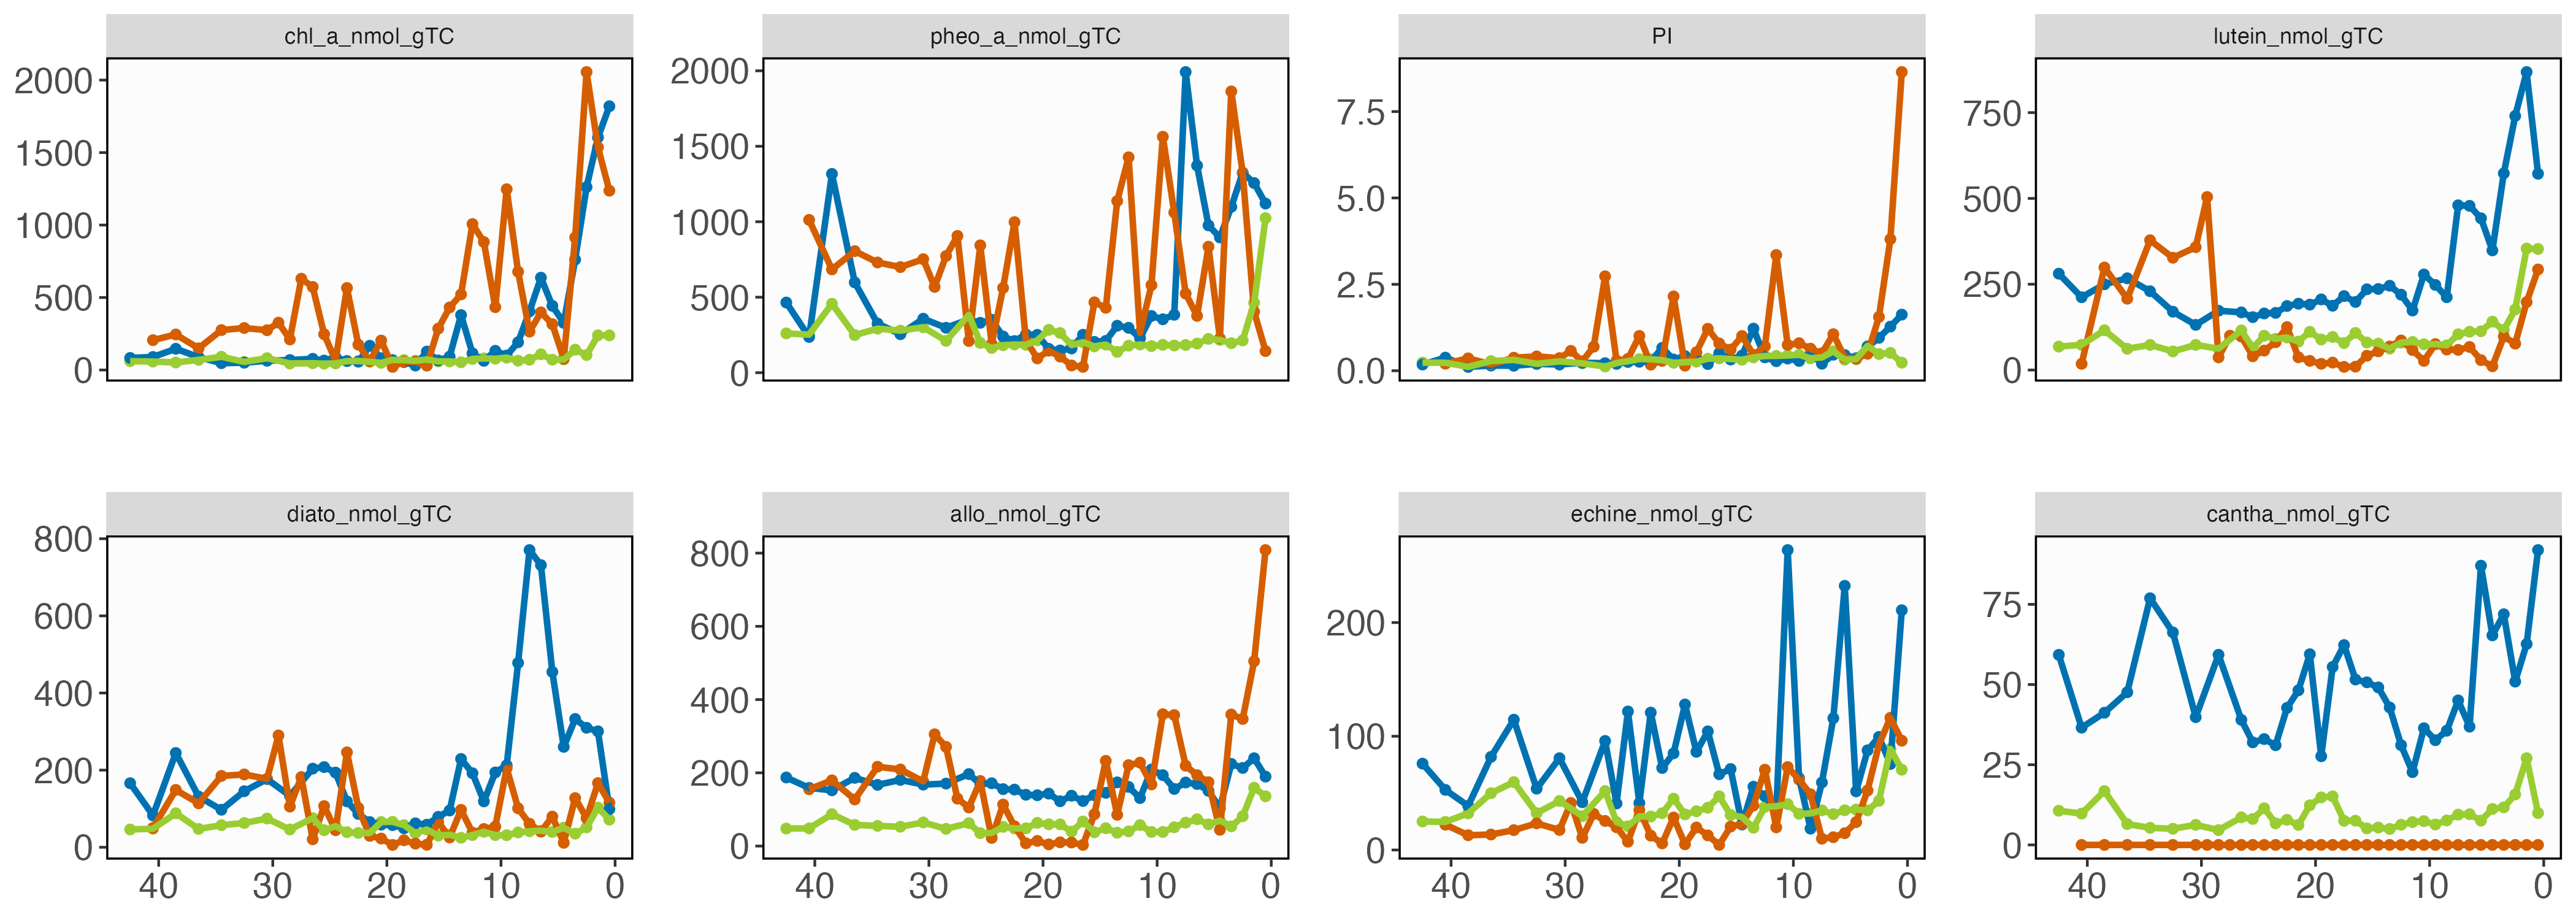 chl_a_nmol_gTC
pheo_a_nmol_gTC
PI
lutein_nmol_gTC
2000
1500
1000
500
0
2000
1500
1000
500
0
7.5
5.0
2.5
0.0
750
500
250
0
diato_nmol_gTC
allo_nmol_gTC
echine_nmol_gTC
cantha_nmol_gTC
800
600
400
200
0
800
600
400
200
0
200
100
0
75
50
25
0
40 30 20 10 0
40 30 20 10 0
40 30 20 10 0
40 30 20 10 0